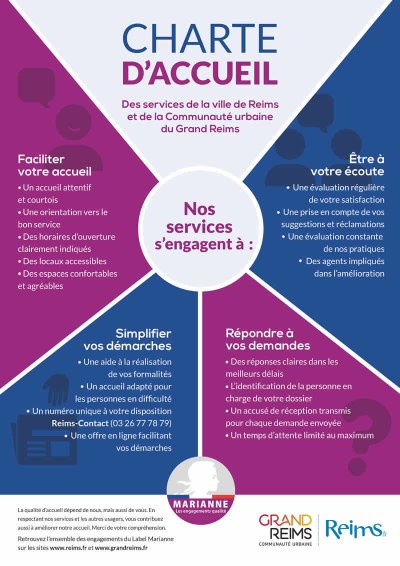 CHARTE
D'ACCUEIL
Des services de la ville de Reims
et de la Communauté urbaine
du Grand Reims
Faciliter
votre accueil
• Un accueil attentif
et courtois
• Une orientation vers le
bon service
• Des horaires d'ouverture
clairement indiqués
• Des locaux accessibles
• Des espaces confortables
et agréables
Être à
votre écoute
• Une évaluation régulière
de votre satisfaction
• Une prise en compte de vos
suggestions et réclamations
• Une évaluation constante
de nos pratiques
• Des agents impliqués
dans l'amélioration
Nos
services
s'engagent à :
Simplifier
vos démarches
• Une aide à la réalisation
de vos formalités
• Un accueil adapté pour
les personnes en difficulté
• Un numéro unique à votre disposition
Reims-Contact (03 26 77 78 79)
• Une offre en ligne facilitant
vos démarches
Répondre à
vos demandes
• Des réponses claires dans les
meilleurs délais
• L'identification de la personne en
charge de votre dossier
• Un accusé de réception transmis
pour chaque demande envoyée
• Un temps d'attente limité au maximum
MARIANNE
Les engagements qualité
La qualité d'accueil dépend de nous, mais aussi de vous. En
respectant nos services et les autres usagers, vous contribuez
aussi à améliorer notre accueil. Merci de votre compréhension.
Retrouvez l'ensemble des engagements du Label Marianne
sur les sites www.reims.fr et www.grandreims.fr
GRAND
REIMS
COMMUNAUTÉ URBAINE
Reims.fr